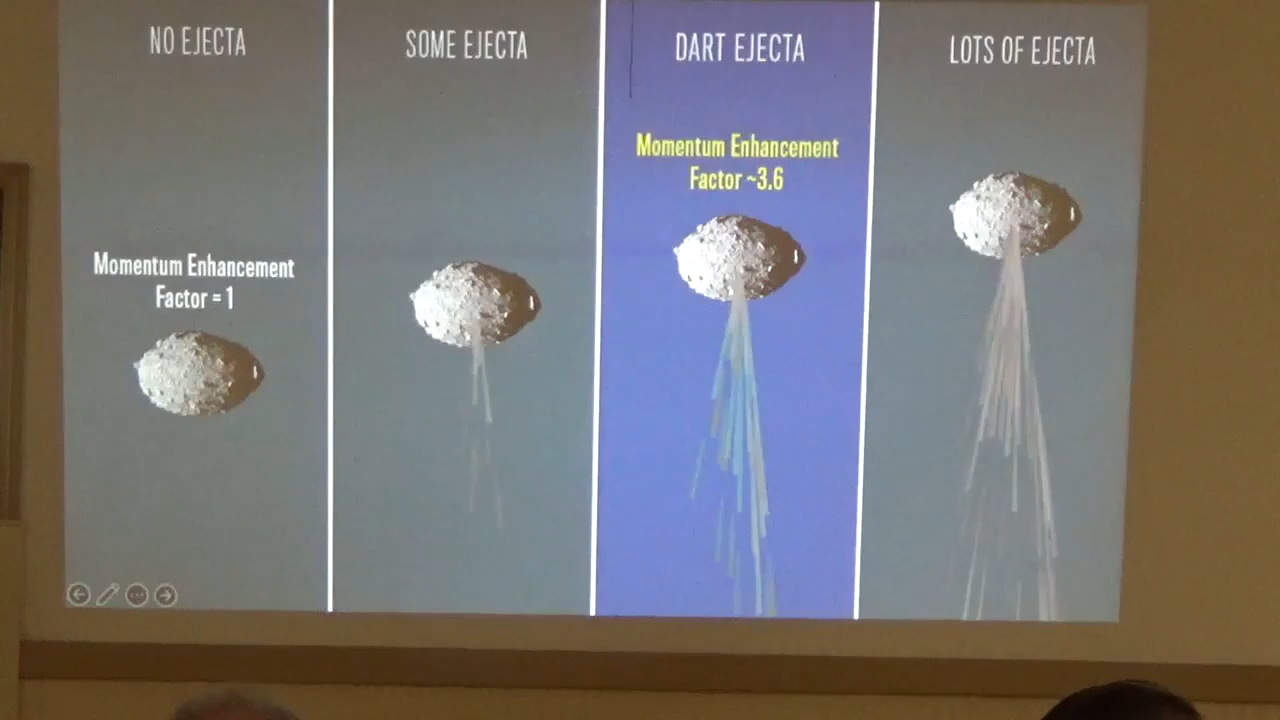 NO EJECTA
SOME EJECTA
DART EJECTA
LOTS OF EJECTA
Momentum Enhancement
Factor = 1
Momentum Enhancement
Factor ~3.6